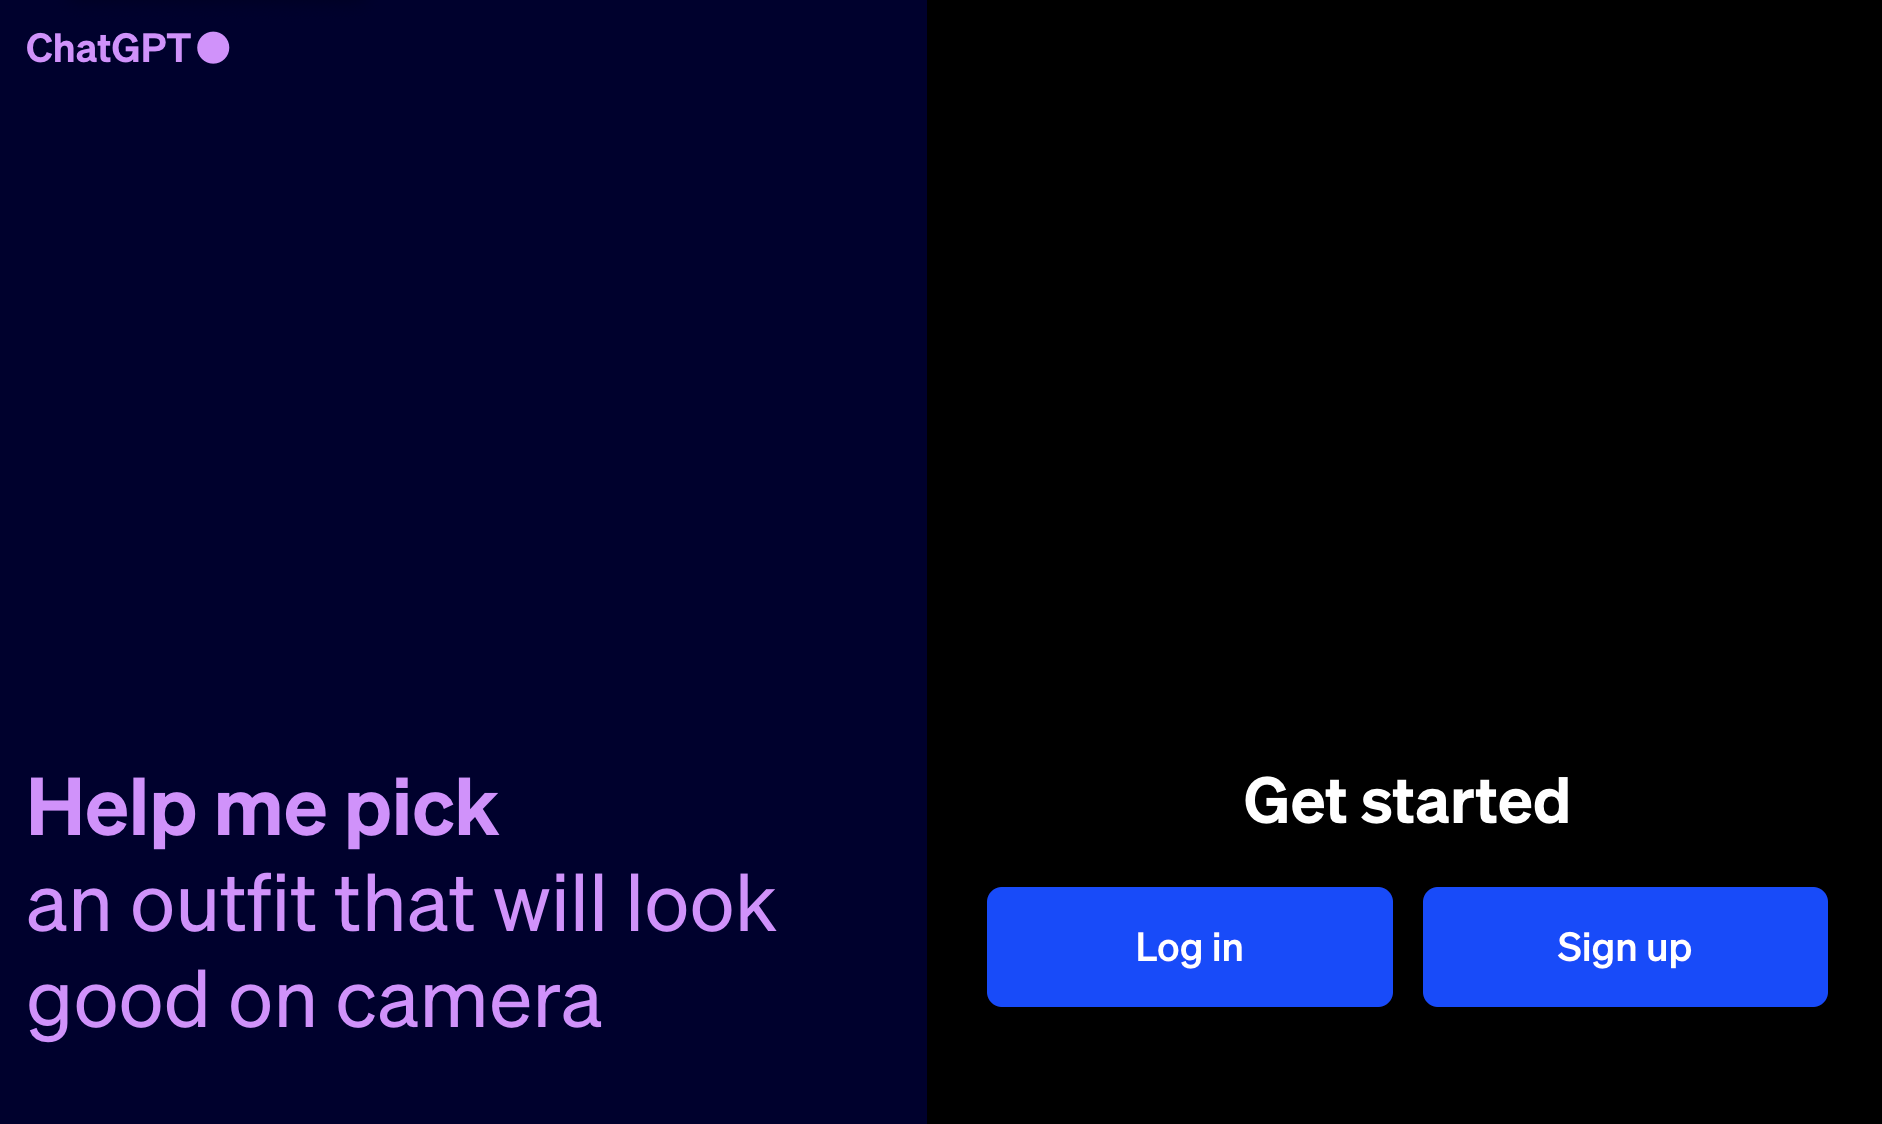 ChatGPT
Help me pick
an outfit that will look
good on camera
Get started
Log in
Sign up